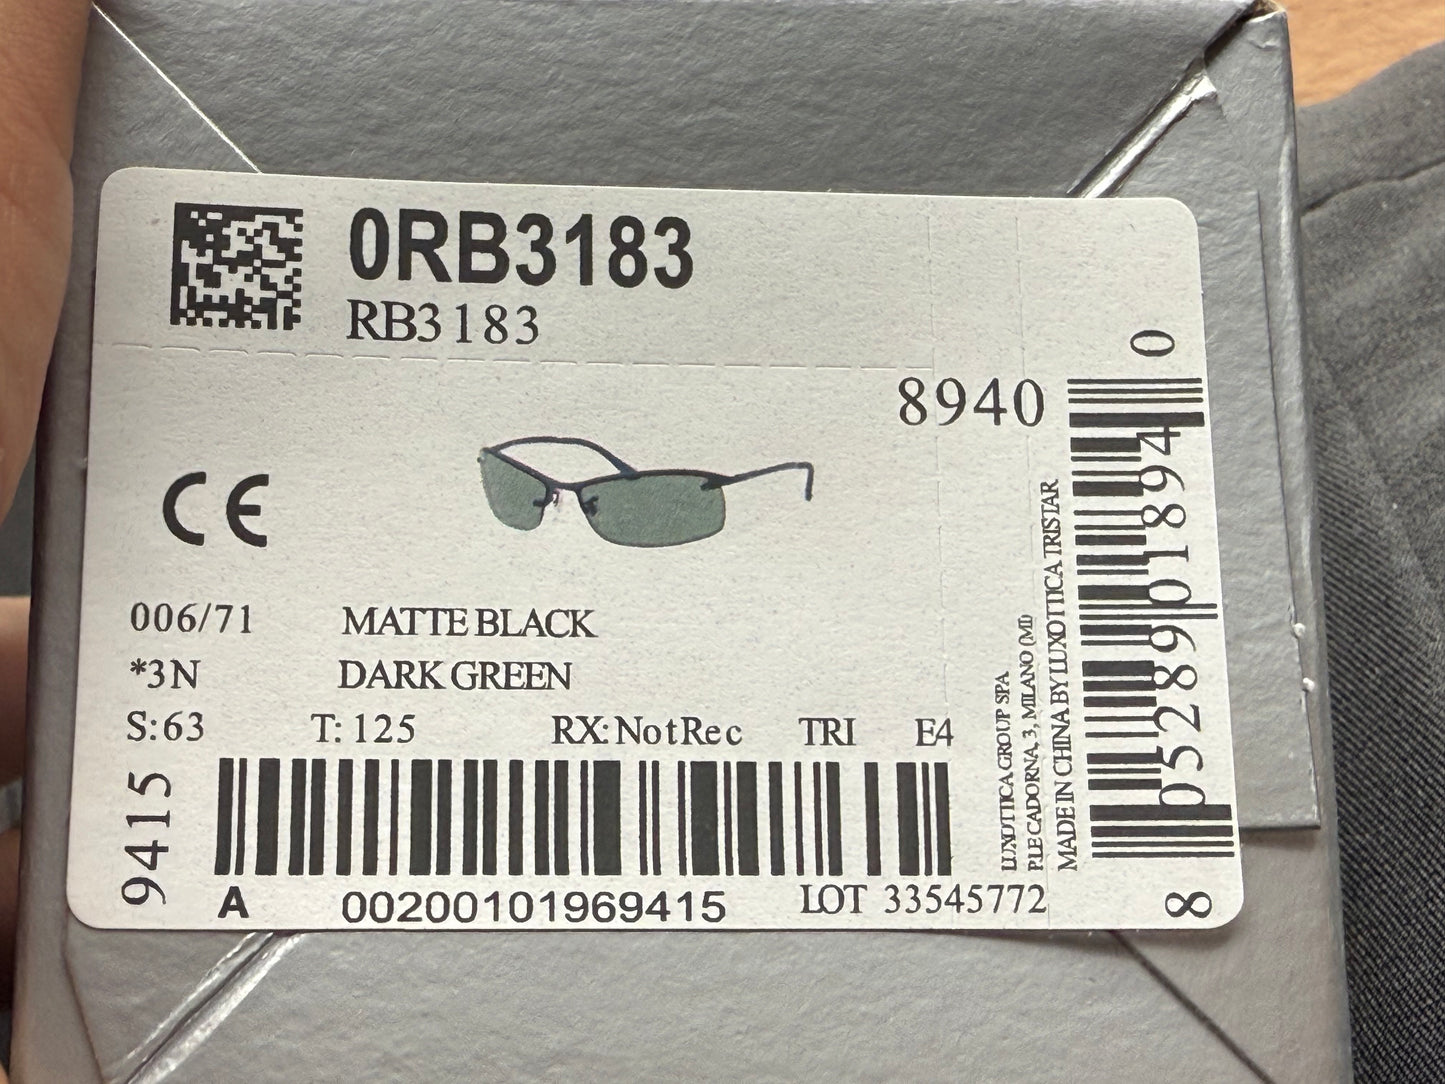 0RB3183
RB3183
8940
CE
006/71 MATTE BLACK
*3N DARK GREEN
S:63 T: 125 RX:NotRec TRI E4
9415
A 00200101969415 LOT 33545772
LUXOTTICA GROUP SPA
P.LE CADORNA, 3, MILANO (MI)
MADE IN CHINA BY LUXOTTICA TRISTAR
8 053289 018940